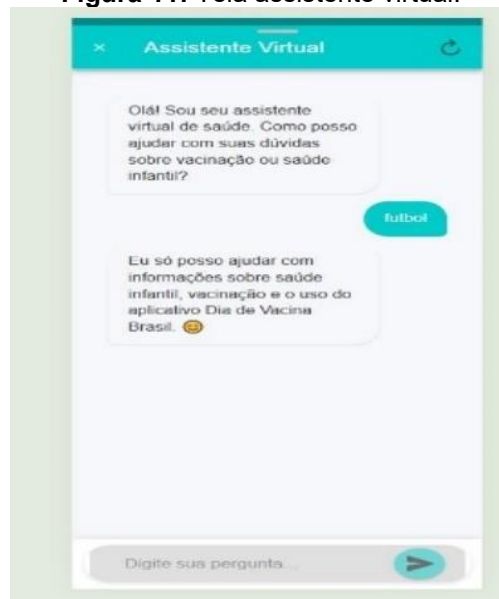 Tela assistente virtual.
× Assistente Virtual
Olá! Sou seu assistente
virtual de saúde. Como posso
ajudar com suas dúvidas
sobre vacinação ou saúde
infantil?
futbol
Eu só posso ajudar com
informações sobre saúde
infantil, vacinação e o uso do
aplicativo Dia de Vacina
Brasil. 😊
Digite sua pergunta...